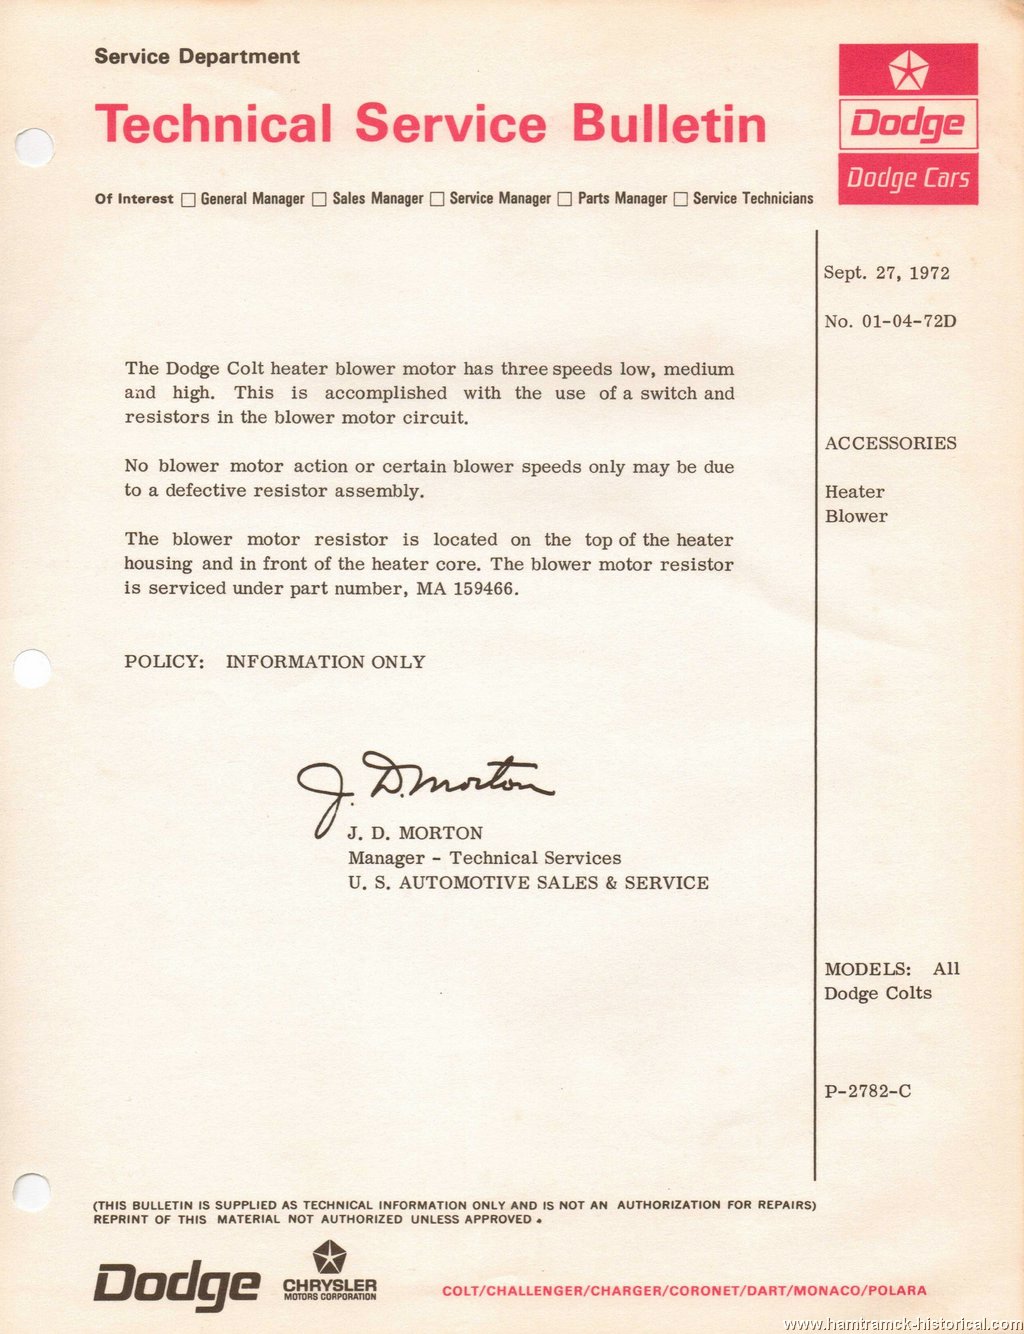 Service Department
Technical Service Bulletin
Dodge
Dodge Cars
Of Interest □ General Manager □ Sales Manager □ Service Manager □ Parts Manager □ Service Technicians
Sept. 27, 1972
No. 01-04-72D
The Dodge Colt heater blower motor has three speeds low, medium
and high. This is accomplished with the use of a switch and
resistors in the blower motor circuit.
ACCESSORIES
No blower motor action or certain blower speeds only may be due
to a defective resistor assembly.
Heater
Blower
The blower motor resistor is located on the top of the heater
housing and in front of the heater core. The blower motor resistor
is serviced under part number, MA 159466.
POLICY: INFORMATION ONLY
J. D. Morton
J. D. MORTON
Manager - Technical Services
U. S. AUTOMOTIVE SALES & SERVICE
MODELS: All
Dodge Colts
P-2782-C
(THIS BULLETIN IS SUPPLIED AS TECHNICAL INFORMATION ONLY AND IS NOT AN AUTHORIZATION FOR REPAIRS)
REPRINT OF THIS MATERIAL NOT AUTHORIZED UNLESS APPROVED.
Dodge
CHRYSLER
MOTORS CORPORATION
COLT/CHALLENGER/CHARGER/CORONET/DART/MONACO/POLARA
www.hamtramck-historical.com